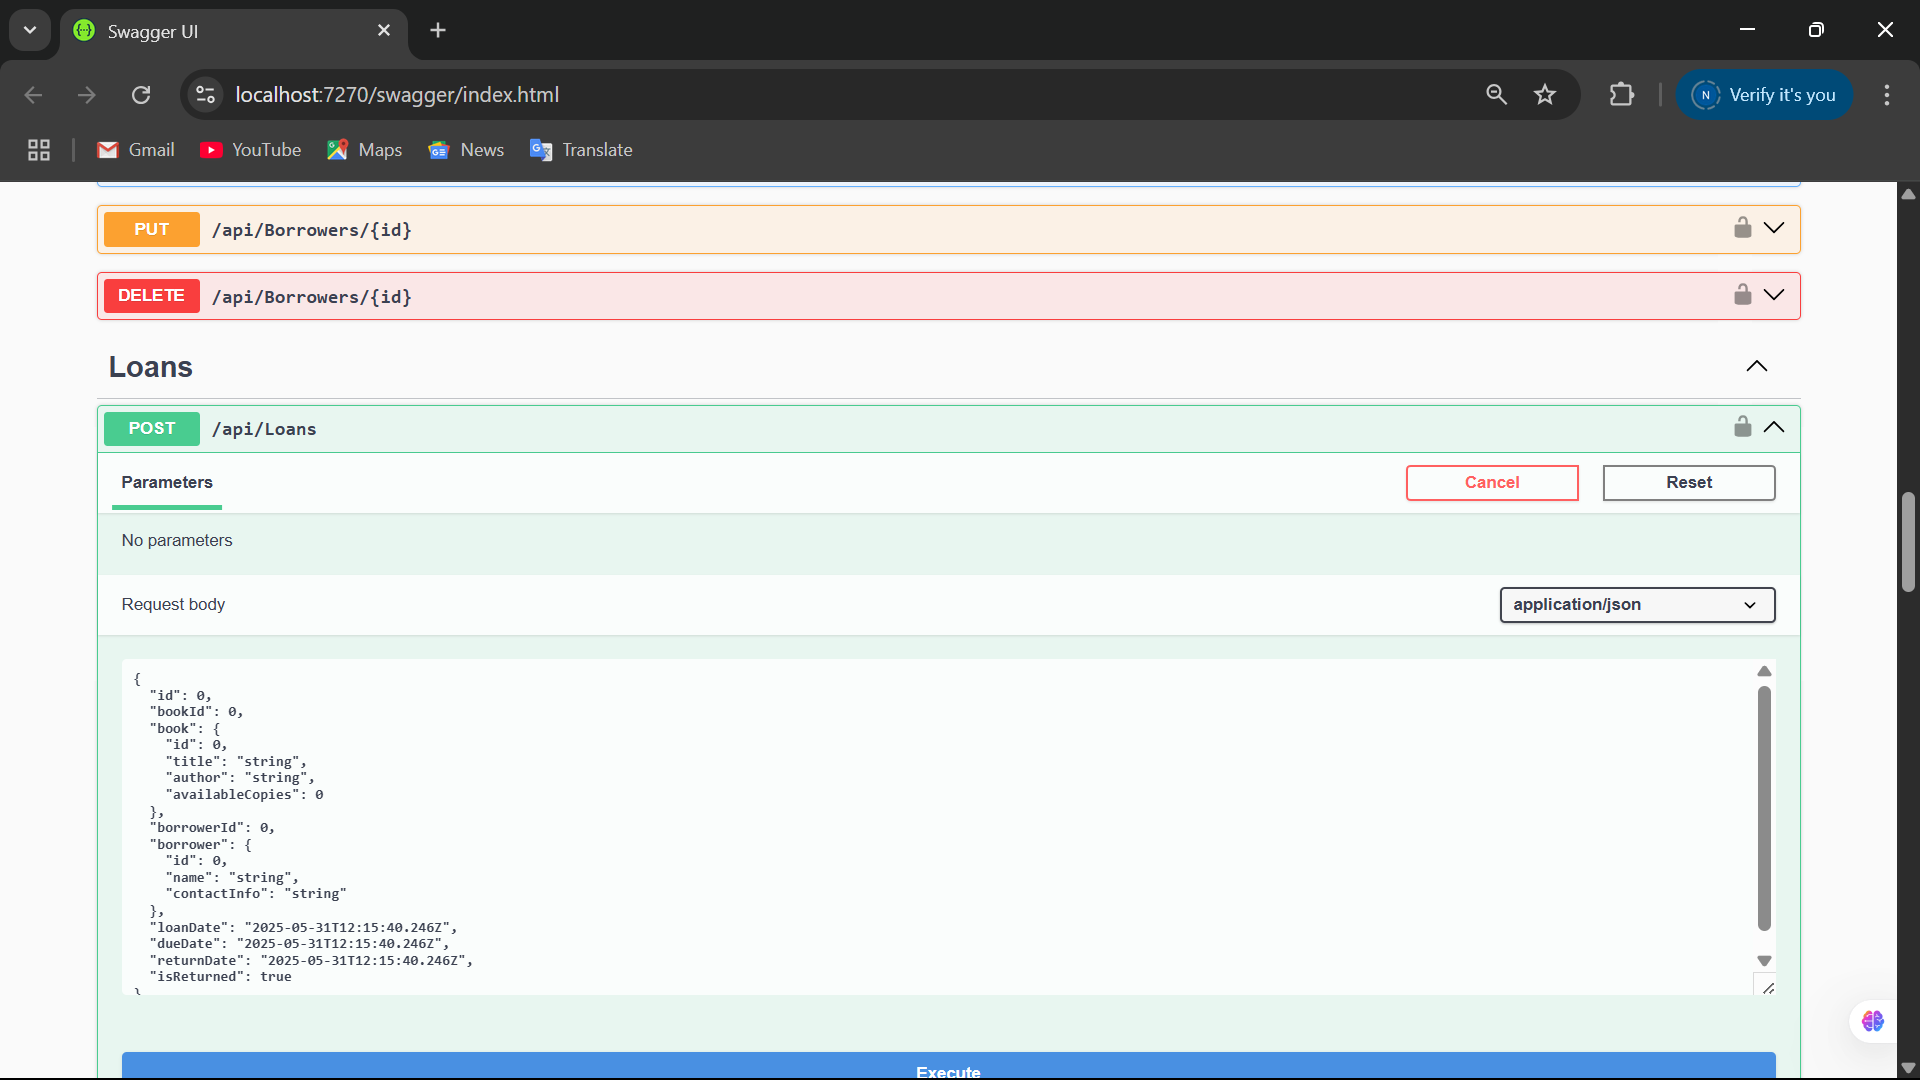 Swagger UI
localhost:7270/swagger/index.html
N
Verify it's you
Gmail
YouTube
Maps
News
Translate
PUT /api/Borrowers/{id}
DELETE /api/Borrowers/{id}
Loans
POST /api/Loans
Parameters
Cancel
Reset
No parameters
Request body
application/json
{
"id": 0,
"bookId": 0,
"book": {
"id": 0,
"title": "string",
"author": "string",
"availableCopies": 0
},
"borrowerId": 0,
"borrower": {
"id": 0,
"name": "string",
"contactInfo": "string"
},
"loanDate": "2025-05-31T12:15:40.246Z",
"dueDate": "2025-05-31T12:15:40.246Z",
"returnDate": "2025-05-31T12:15:40.246Z",
"isReturned": true
}
Execute